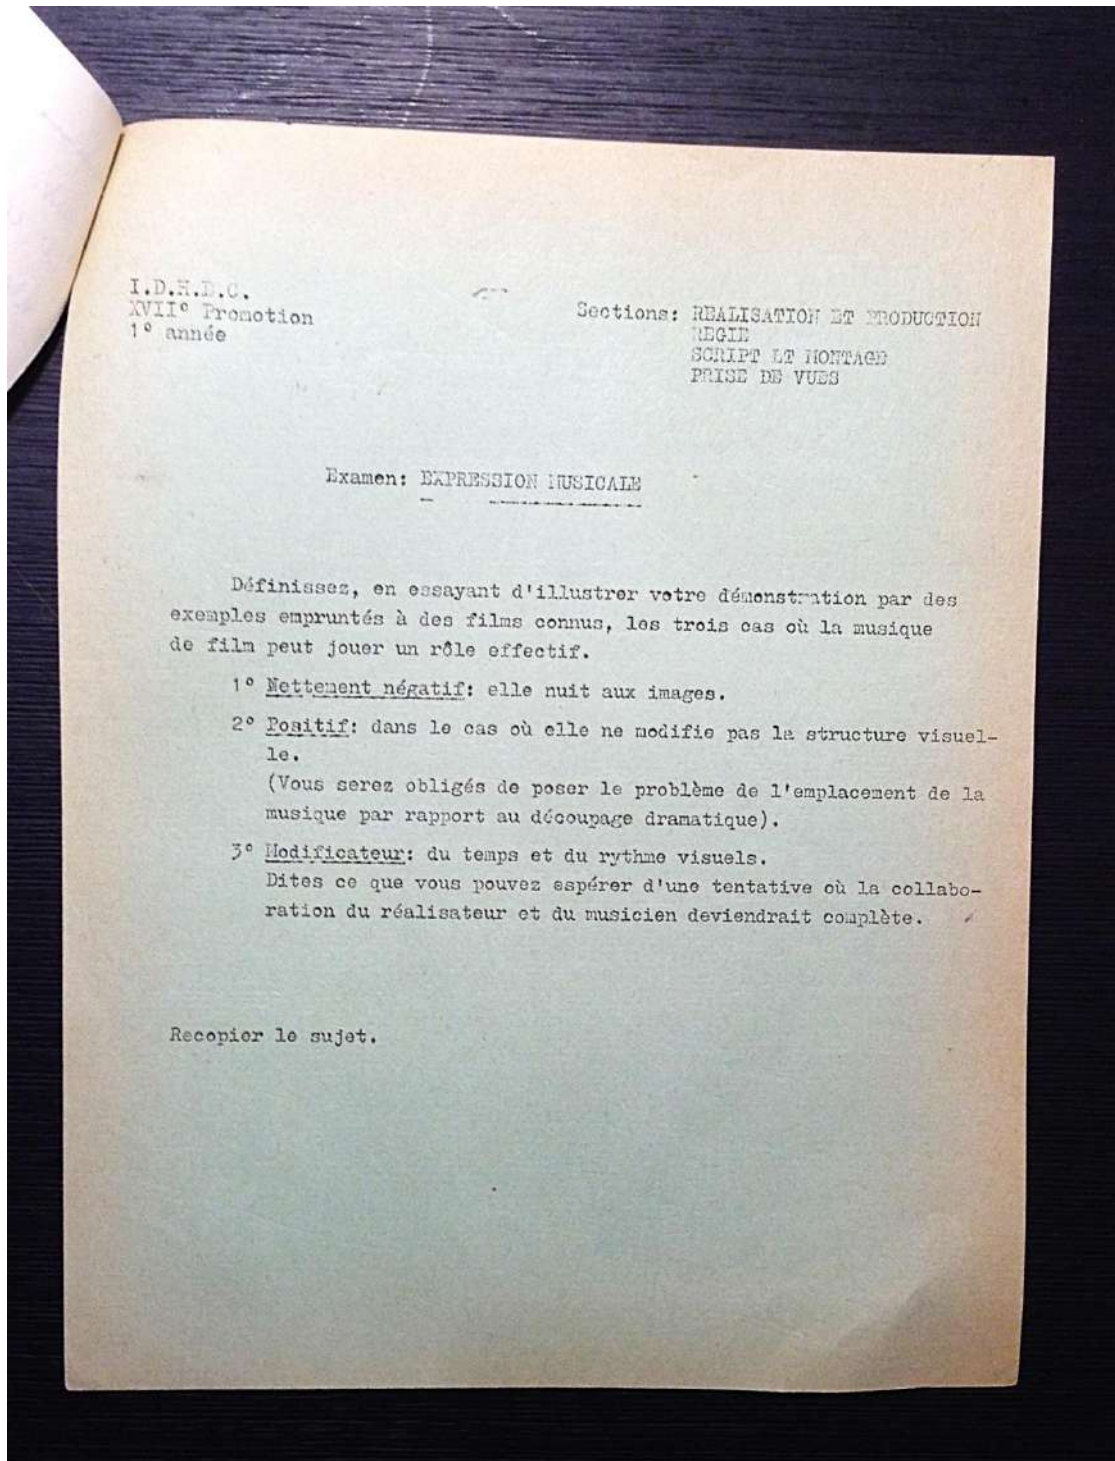 I.D.H.E.C.
XVII° Promotion
1° année
Sections: REALISATION ET PRODUCTION
REGIE
SCRIPT ET MONTAGE
PRISE DE VUES
Examen: EXPRESSION MUSICALE
Définissez, en essayant d'illustrer votre démonstration par des
exemples empruntés à des films connus, les trois cas où la musique
de film peut jouer un rôle effectif.
1° Nettement négatif: elle nuit aux images.
2° Positif: dans le cas où elle ne modifie pas la structure visuel-
le.
(Vous serez obligés de poser le problème de l'emplacement de la
musique par rapport au découpage dramatique).
3° Modificateur: du temps et du rythme visuels.
Dites ce que vous pouvez espérer d'une tentative où la collabo-
ration du réalisateur et du musicien deviendrait complète.
Recopier le sujet.